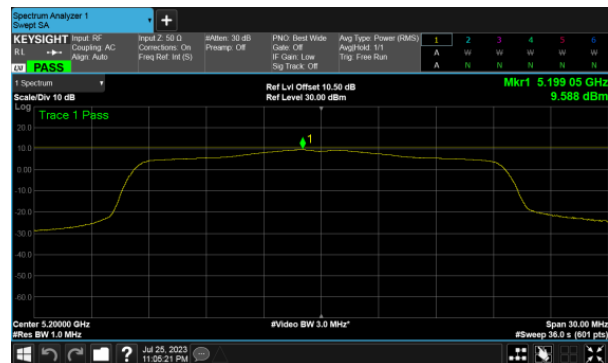 Spectrum Analyzer 1
Swept SA
+
KEYSIGHT
RL
LXI PASS
Input: RF
Coupling: AC
Align: Auto
Input Z: 50 Ω
Corrections: On
Freq Ref: Int (S)
#Atten: 30 dB
Preamp: Off
PNO: Best Wide
Gate: Off
IF Gain: Low
Sig Track: Off
Avg Type: Power (RMS)
Avg|Hold: 1/1
Trig: Free Run
1 2 3 4 5 6
A W W W W W
A N N N N N
1 Spectrum
Scale/Div 10 dB
Ref Lvl Offset 10.50 dB
Ref Level 30.00 dBm
Mkr1 5.199 05 GHz
9.588 dBm
Log
Trace 1 Pass
20.0
10.0
1
0.00
-10.0
-20.0
-30.0
-40.0
-50.0
-60.0
Center 5.20000 GHz
#Res BW 1.0 MHz
#Video BW 3.0 MHz*
Span 30.00 MHz
#Sweep 36.0 s (601 pts)
?
Jul 25, 2023
11:05:21 PM